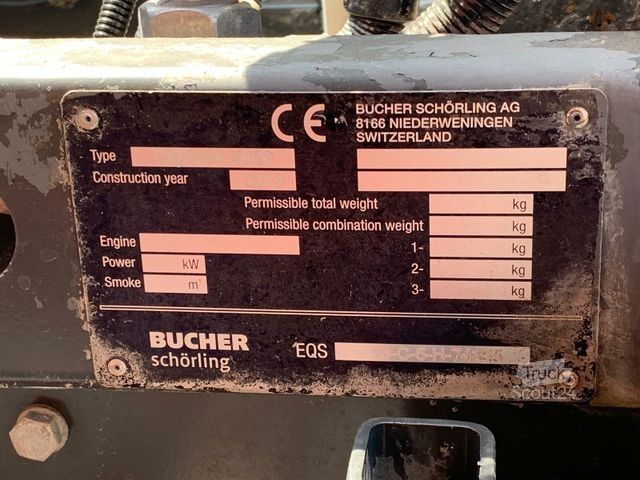 CE
BUCHER SCHÖRLING AG
8166 NIEDERWENINGEN
SWITZERLAND
Type
Construction year
Permissible total weight kg
Permissible combination weight kg
Engine
1- kg
Power kW
2- kg
Smoke m³
3- kg
BUCHER
schörling
EQS
Truck
Scout24